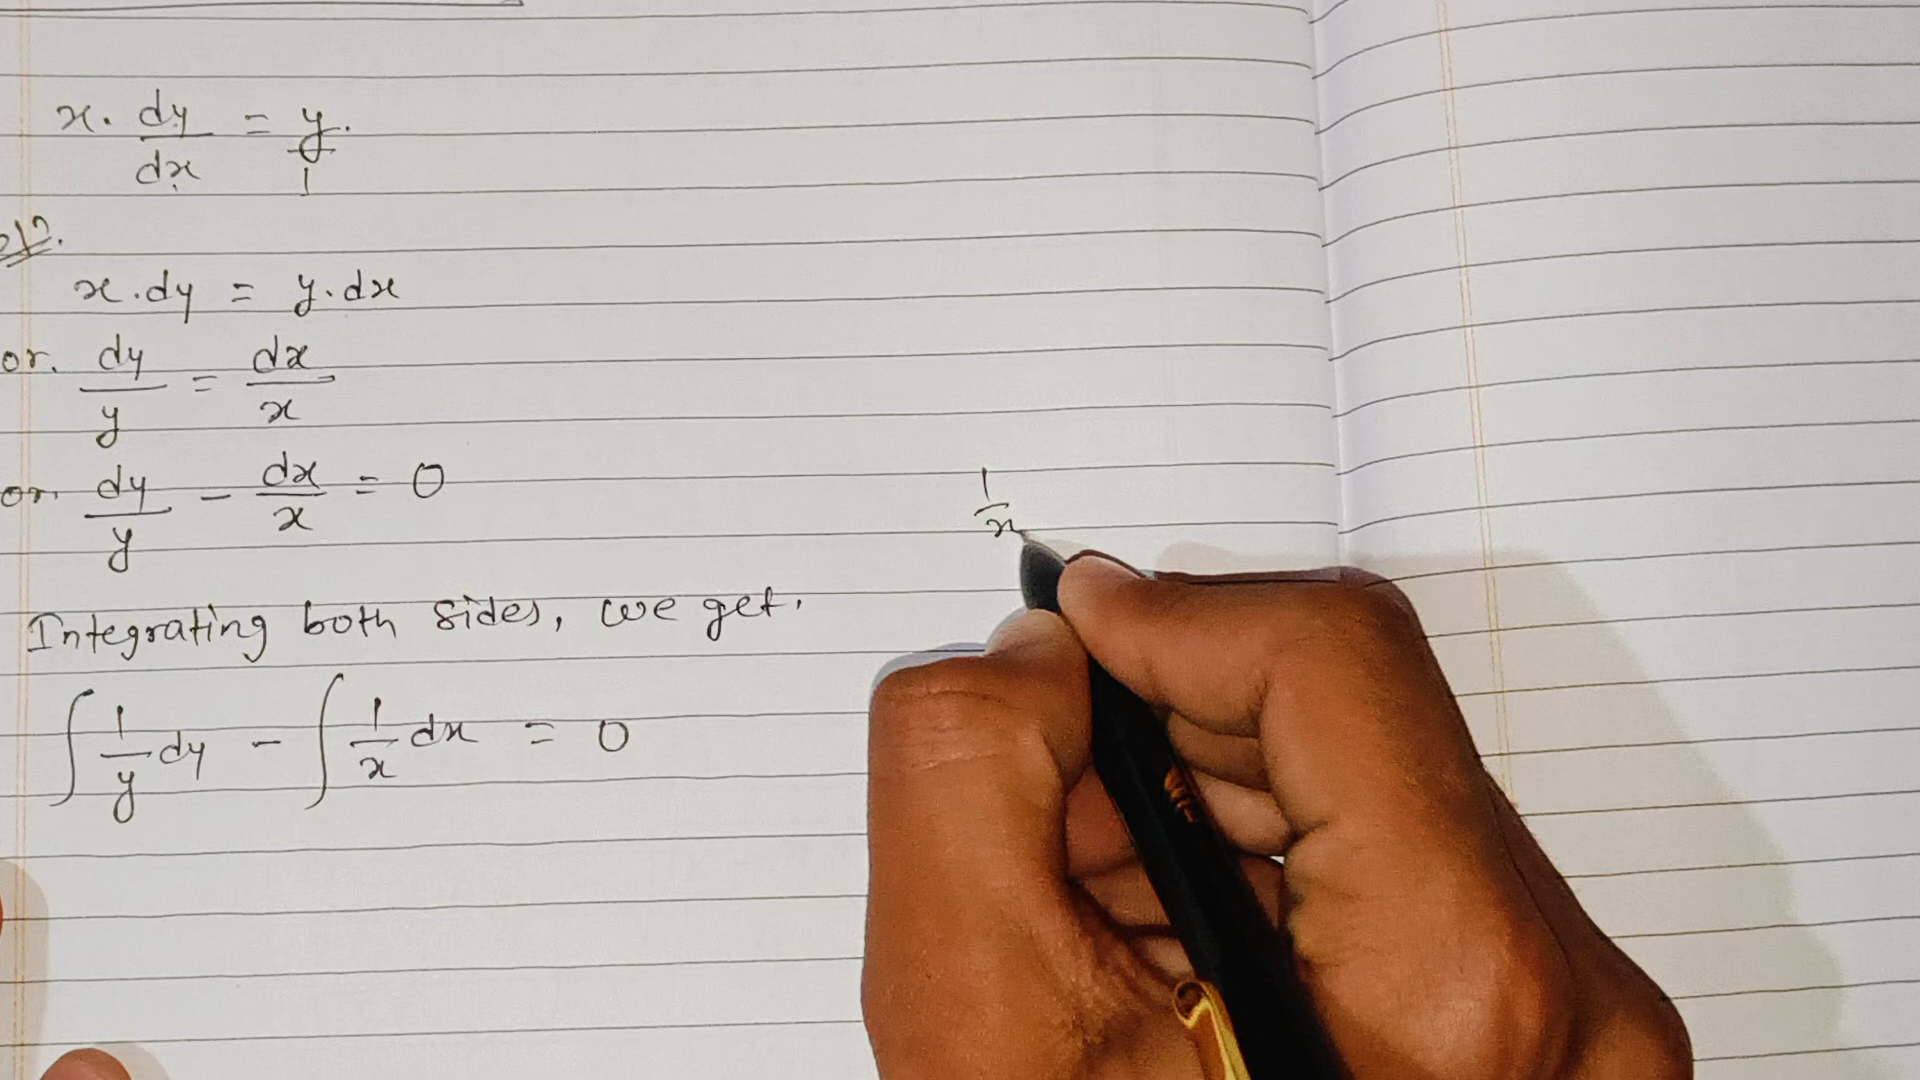 x. dy/dx = y/1.
x.dy = y.dx
or. dy/y = dx/x
or. dy/y - dx/x = 0
1/x
Integrating both sides, we get,
∫ 1/y dy - ∫ 1/x dx = 0